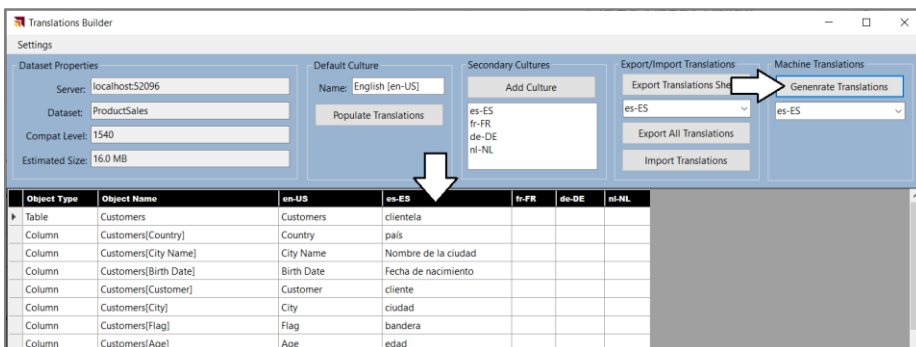 Translations Builder
Settings
Dataset Properties
Server: localhost:52096
Dataset: ProductSales
Compat Level: 1540
Estimated Size: 16.0 MB
Default Culture
Name: English [en-US]
Populate Translations
Secondary Cultures
Add Culture
es-ES
fr-FR
de-DE
nl-NL
Export/Import Translations
Export Translations She
es-ES
Export All Translations
Import Translations
Machine Translations
Genenrate Translations
es-ES
Object Type Object Name en-US es-ES fr-FR de-DE nl-NL
Table Customers Customers clientela
Column Customers[Country] Country país
Column Customers[City Name] City Name Nombre de la ciudad
Column Customers[Birth Date] Birth Date Fecha de nacimiento
Column Customers[Customer] Customer cliente
Column Customers[City] City ciudad
Column Customers[Flag] Flag bandera
Column Customers[Age] Age edad